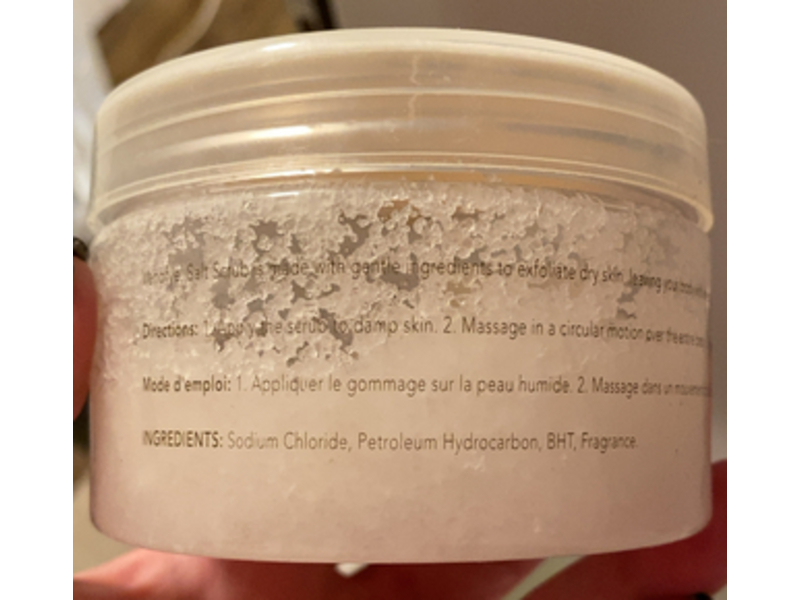 Salt Scrub is made with gentle ingredients to exfoliate dry skin, leaving your body
Directions: 1. Apply the scrub to damp skin. 2. Massage in a circular motion over the entire
Mode d'emploi: 1. Appliquer le gommage sur la peau humide. 2. Massage dans un
INGREDIENTS: Sodium Chloride, Petroleum Hydrocarbon, BHT, Fragrance.